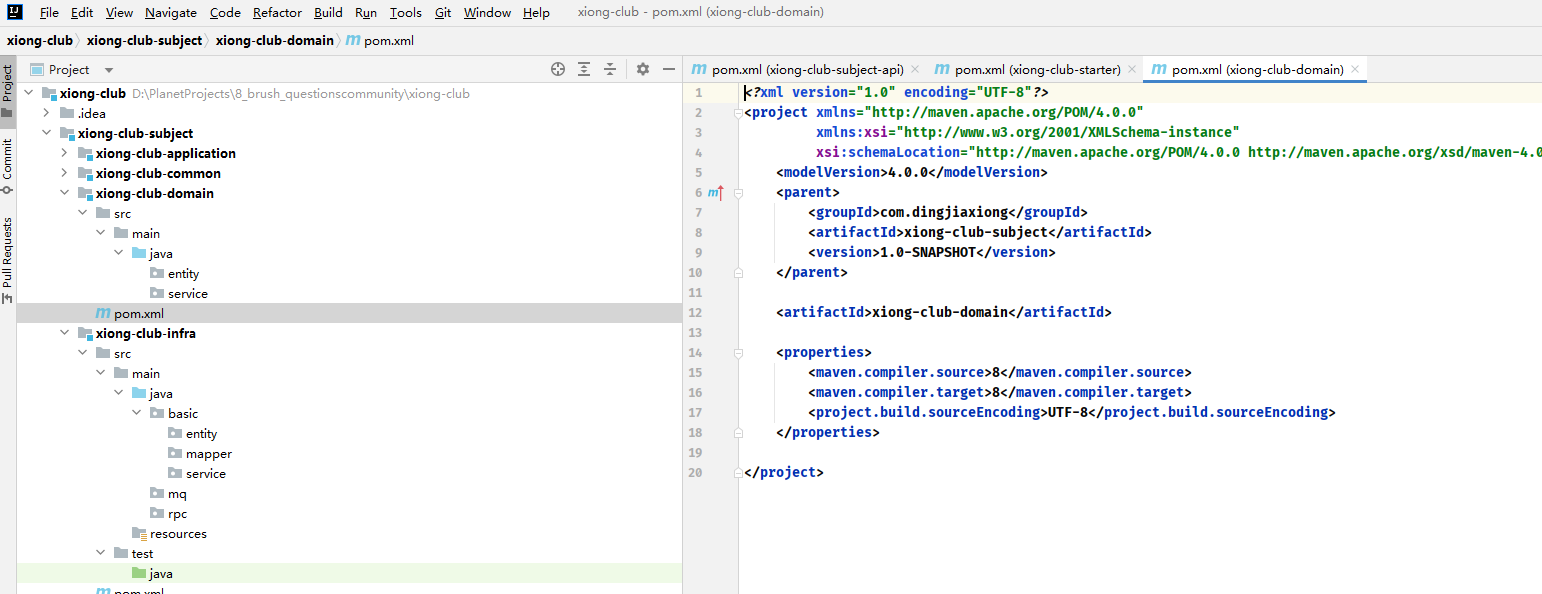 File Edit View Navigate Code Refactor Build Run Tools Git Window Help xiong-club - pom.xml (xiong-club-domain)
xiong-club xiong-club-subject xiong-club-domain pom.xml
Project
Commit
Pull Requests
Project
xiong-club D:\PlanetProjects\8_brush_questionscommunity\xiong-club
.idea
xiong-club-subject
xiong-club-application
xiong-club-common
xiong-club-domain
src
main
java
entity
service
pom.xml
xiong-club-infra
src
main
java
basic
entity
mapper
service
mq
rpc
resources
test
java
pom.xml
pom.xml (xiong-club-subject-api) pom.xml (xiong-club-starter) pom.xml (xiong-club-domain)
1 <?xml version="1.0" encoding="UTF-8"?>
2 <project xmlns="http://maven.apache.org/POM/4.0.0"
3 xmlns:xsi="http://www.w3.org/2001/XMLSchema-instance"
4 xsi:schemaLocation="http://maven.apache.org/POM/4.0.0 http://maven.apache.org/xsd/maven-4.0
5 <modelVersion>4.0.0</modelVersion>
6 <parent>
7 <groupId>com.dingjiaxiong</groupId>
8 <artifactId>xiong-club-subject</artifactId>
9 <version>1.0-SNAPSHOT</version>
10 </parent>
11
12 <artifactId>xiong-club-domain</artifactId>
13
14 <properties>
15 <maven.compiler.source>8</maven.compiler.source>
16 <maven.compiler.target>8</maven.compiler.target>
17 <project.build.sourceEncoding>UTF-8</project.build.sourceEncoding>
18 </properties>
19
20 </project>